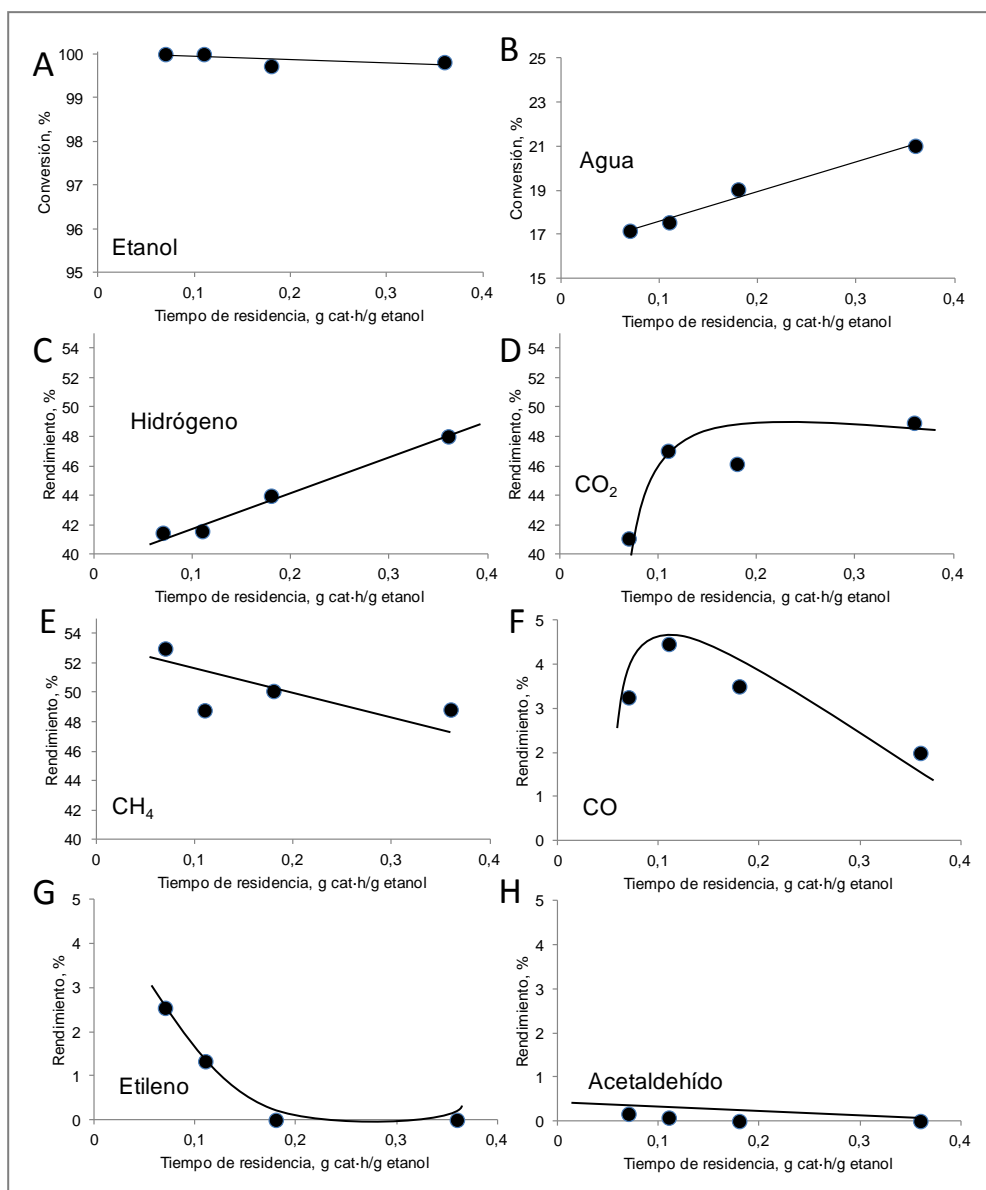 A
100
99
98
97
96
95
Conversión, %
Etanol
0
0,1
0,2
0,3
0,4
Tiempo de residencia, g cat·h/g etanol
B
25
23
21
19
17
15
Conversión, %
Agua
0
0,1
0,2
0,3
0,4
Tiempo de residencia, g cat·h/g etanol
C
54
52
50
48
46
44
42
40
Rendimiento, %
Hidrógeno
0
0,1
0,2
0,3
0,4
Tiempo de residencia, g cat·h/g etanol
D
54
52
50
48
46
44
42
40
Rendimiento, %
CO₂
0
0,1
0,2
0,3
0,4
Tiempo de residencia, g cat·h/g etanol
E
54
52
50
48
46
44
42
40
Rendimiento, %
CH₄
0
0,1
0,2
0,3
0,4
Tiempo de residencia, g cat·h/g etanol
F
5
4
3
2
1
0
Rendimiento, %
CO
0
0,1
0,2
0,3
0,4
Tiempo de residencia, g cat·h/g etanol
G
5
4
3
2
1
0
Rendimiento, %
Etileno
0
0,1
0,2
0,3
0,4
Tiempo de residencia, g cat·h/g etanol
H
5
4
3
2
1
0
Rendimiento, %
Acetaldehído
0
0,1
0,2
0,3
0,4
Tiempo de residencia, g cat·h/g etanol